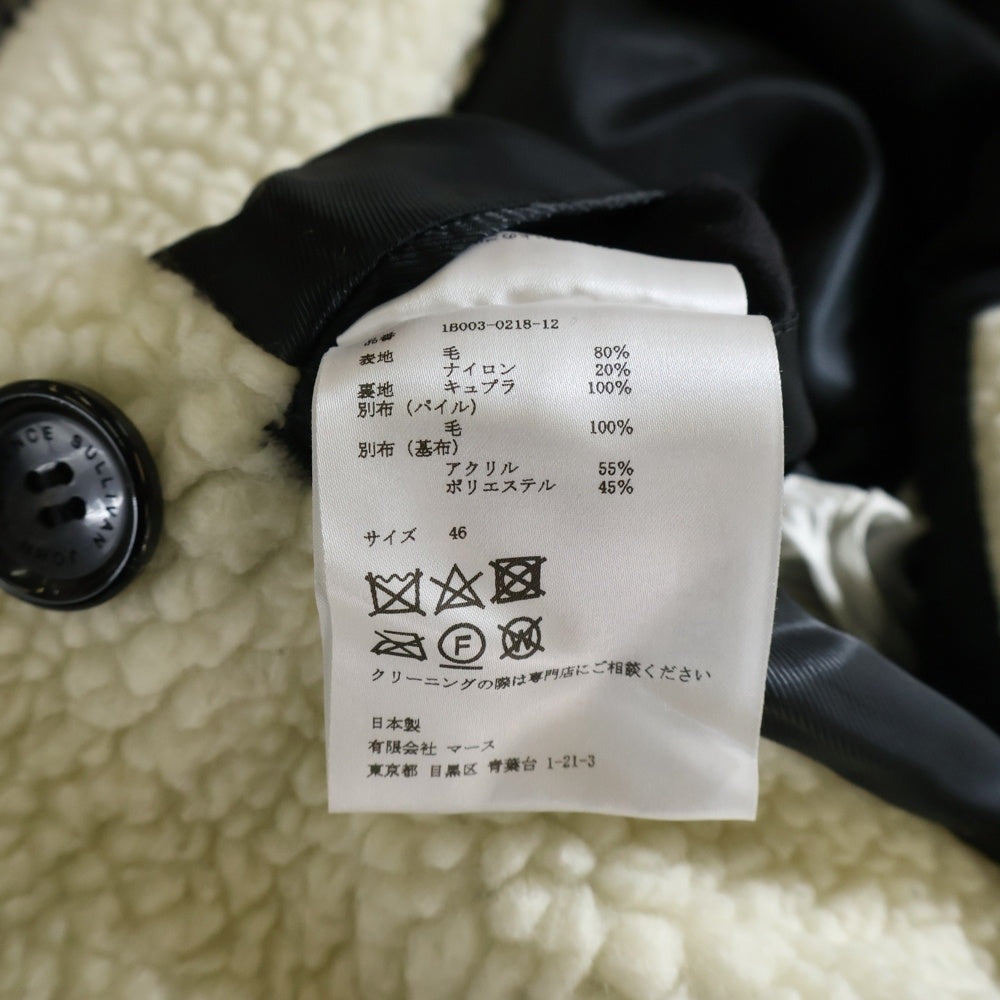 品番 1B003-0218-12
表地 毛 80%
ナイロン 20%
裏地 キュプラ 100%
別布（パイル）
毛 100%
別布（基布）
アクリル 55%
ポリエステル 45%
サイズ 46
F W
クリーニングの際は専門店にご相談ください
日本製
有限会社 マース
東京都 目黒区 青葉台 1-21-3
SULLIVAN JOHN